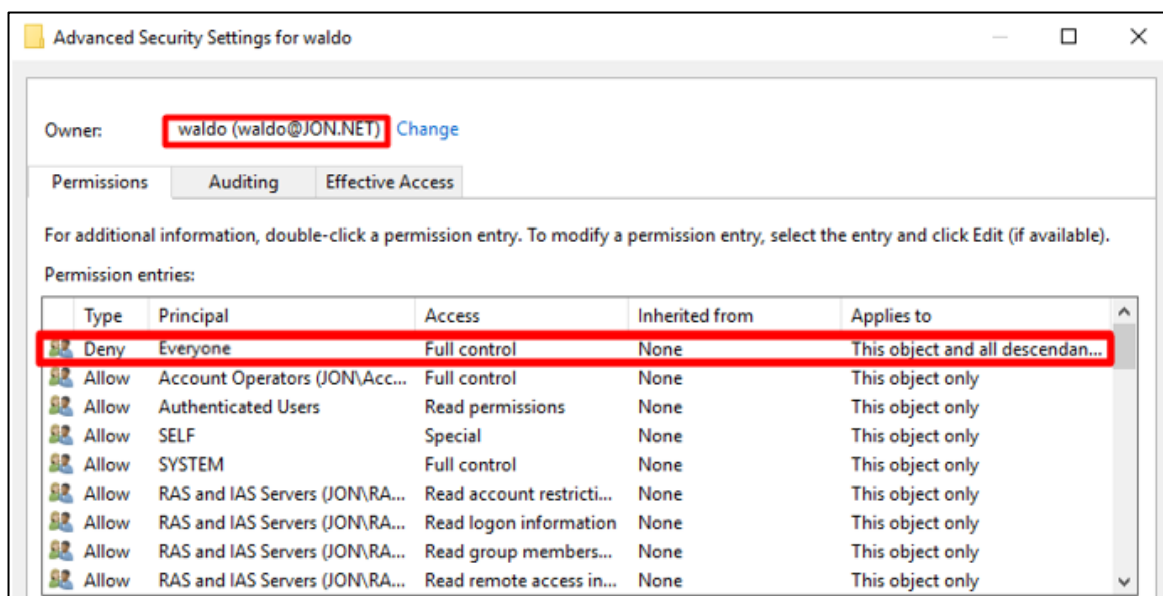 Advanced Security Settings for waldo
Owner: waldo (waldo@JON.NET) Change
Permissions Auditing Effective Access
For additional information, double-click a permission entry. To modify a permission entry, select the entry and click Edit (if available).
Permission entries:
Type Principal Access Inherited from Applies to
Deny Everyone Full control None This object and all descendan...
Allow Account Operators (JON\Acc... Full control None This object only
Allow Authenticated Users Read permissions None This object only
Allow SELF Special None This object only
Allow SYSTEM Full control None This object only
Allow RAS and IAS Servers (JON\RA... Read account restricti... None This object only
Allow RAS and IAS Servers (JON\RA... Read logon information None This object only
Allow RAS and IAS Servers (JON\RA... Read group members... None This object only
Allow RAS and IAS Servers (JON\RA... Read remote access in... None This object only